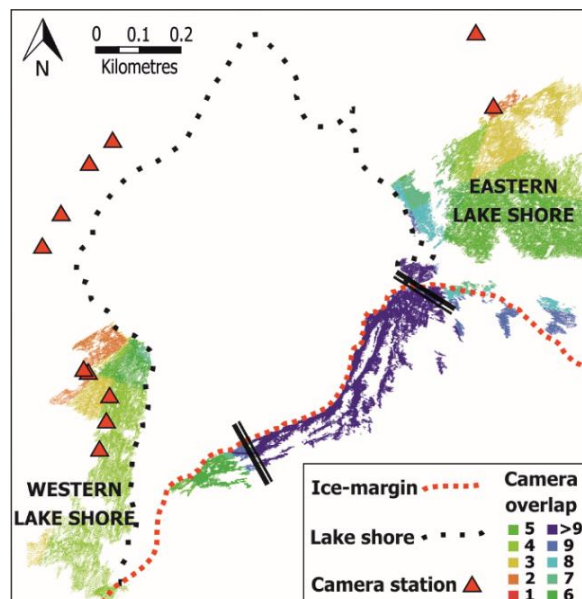 0 0.1 0.2
N
Kilometres
EASTERN
LAKE SHORE
WESTERN
LAKE SHORE
Ice-margin
Lake shore
Camera station
Camera
overlap
5 >9
4 9
3 8
2 7
1 6